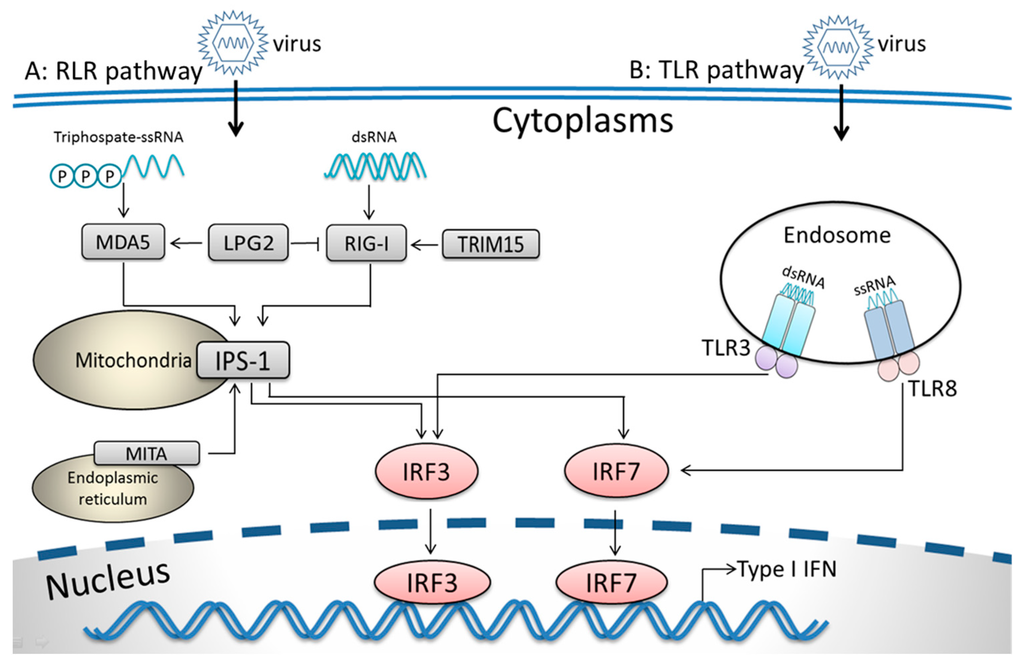 virus
A: RLR pathway
virus
B: TLR pathway
Cytoplasms
Triphospate-ssRNA
dsRNA
P P P
MDA5
LPG2
RIG-I
TRIM15
Endosome
dsRNA
ssRNA
TLR3
TLR8
Mitochondria
IPS-1
MITA
Endoplasmic
reticulum
IRF3
IRF7
Nucleus
IRF3
IRF7
Type I IFN